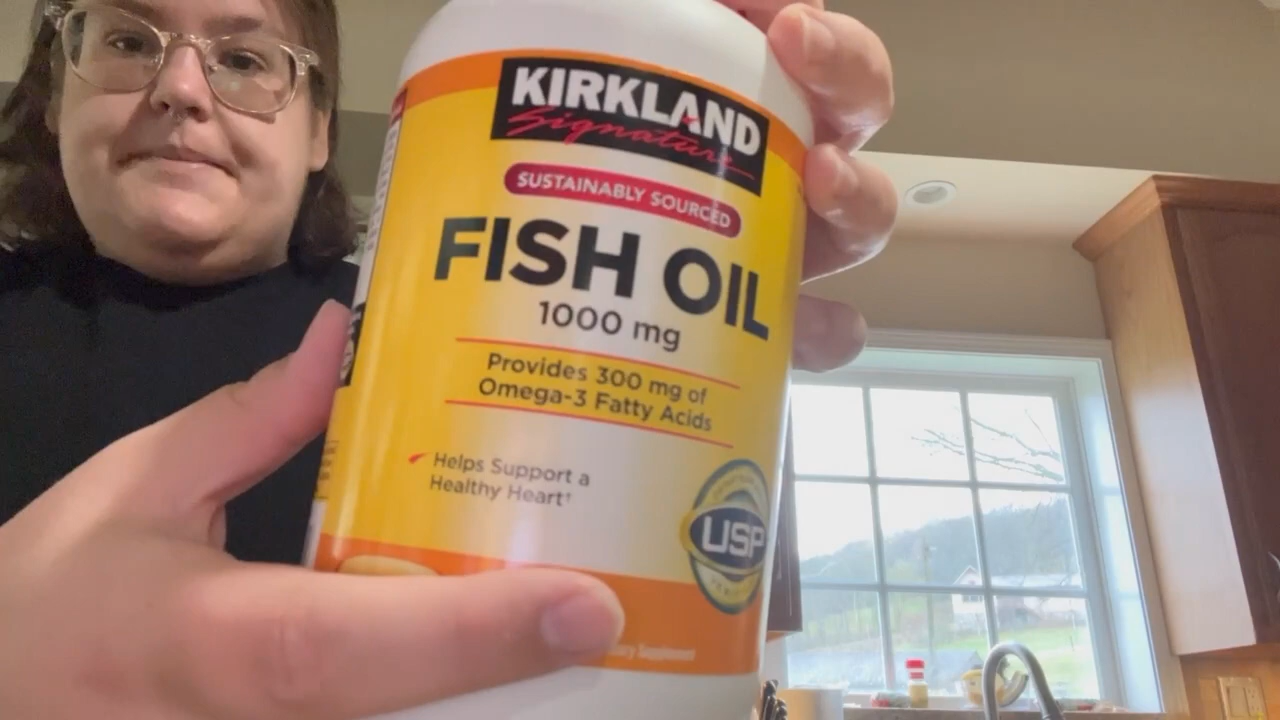 KIRKLAND
Signature
SUSTAINABLY SOURCED
FISH OIL
1000 mg
Provides 300 mg of
Omega-3 Fatty Acids
Helps Support a
Healthy Heart†
USP
Supplement